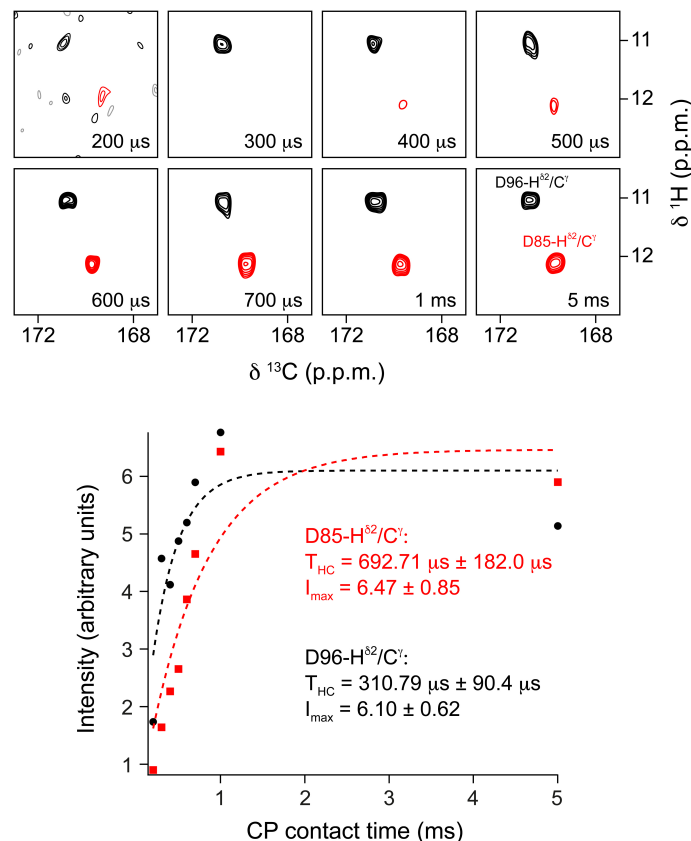 200 μs
300 μs
400 μs
500 μs
11
12
D96-Hδ2/Cγ
D85-Hδ2/Cγ
600 μs
700 μs
1 ms
5 ms
11
12
δ 1H (p.p.m.)
172
168
172
168
172
168
172
168
δ 13C (p.p.m.)
Intensity (arbitrary units)
6
5
4
3
2
1
D85-Hδ2/Cγ:
THC = 692.71 μs ± 182.0 μs
Imax = 6.47 ± 0.85
D96-Hδ2/Cγ:
THC = 310.79 μs ± 90.4 μs
Imax = 6.10 ± 0.62
1
2
3
4
5
CP contact time (ms)